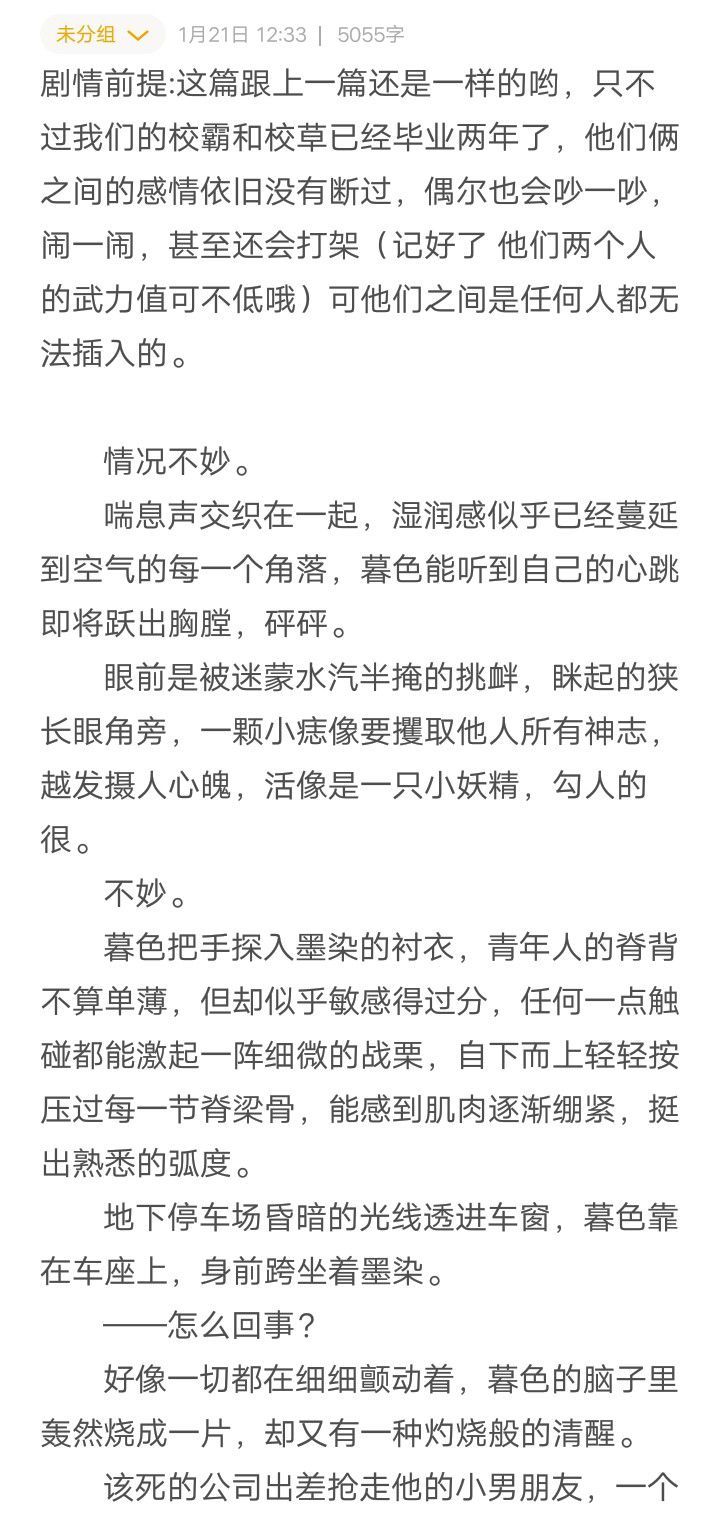 未分组 1月21日 12:33 | 5055字
剧情前提:这篇跟上一篇还是一样的哟，只不
过我们的校霸和校草已经毕业两年了，他们俩
之间的感情依旧没有断过，偶尔也会吵一吵，
闹一闹，甚至还会打架（记好了 他们两个人
的武力值可不低哦）可他们之间是任何人都无
法插入的。
情况不妙。
喘息声交织在一起，湿润感似乎已经蔓延
到空气的每一个角落，暮色能听到自己的心跳
即将跃出胸膛，砰砰。
眼前是被迷蒙水汽半掩的挑衅，眯起的狭
长眼角旁，一颗小痣像要攫取他人所有神志，
越发摄人心魄，活像是一只小妖精，勾人的
很。
不妙。
暮色把手探入墨染的衬衣，青年人的脊背
不算单薄，但却似乎敏感得过分，任何一点触
碰都能激起一阵细微的战栗，自下而上轻轻按
压过每一节脊梁骨，能感到肌肉逐渐绷紧，挺
出熟悉的弧度。
地下停车场昏暗的光线透进车窗，暮色靠
在车座上，身前跨坐着墨染。
——怎么回事？
好像一切都在细细颤动着，暮色的脑子里
轰然烧成一片，却又有一种灼烧般的清醒。
该死的公司出差抢走他的小男朋友，一个